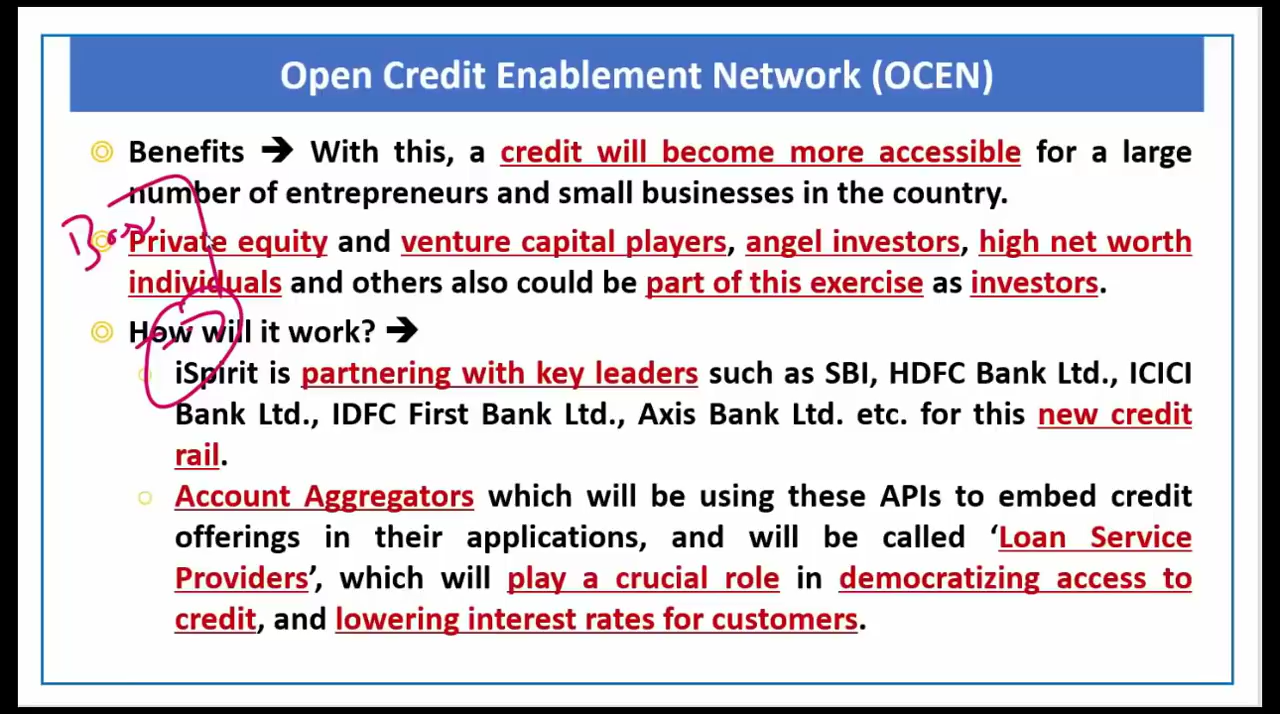 Open Credit Enablement Network (OCEN)
Benefits ➔ With this, a credit will become more accessible for a large
number of entrepreneurs and small businesses in the country.
Private equity and venture capital players, angel investors, high net worth
individuals and others also could be part of this exercise as investors.
How will it work? ➔
iSpirit is partnering with key leaders such as SBI, HDFC Bank Ltd., ICICI
Bank Ltd., IDFC First Bank Ltd., Axis Bank Ltd. etc. for this new credit
rail.
Account Aggregators which will be using these APIs to embed credit
offerings in their applications, and will be called ‘Loan Service
Providers’, which will play a crucial role in democratizing access to
credit, and lowering interest rates for customers.